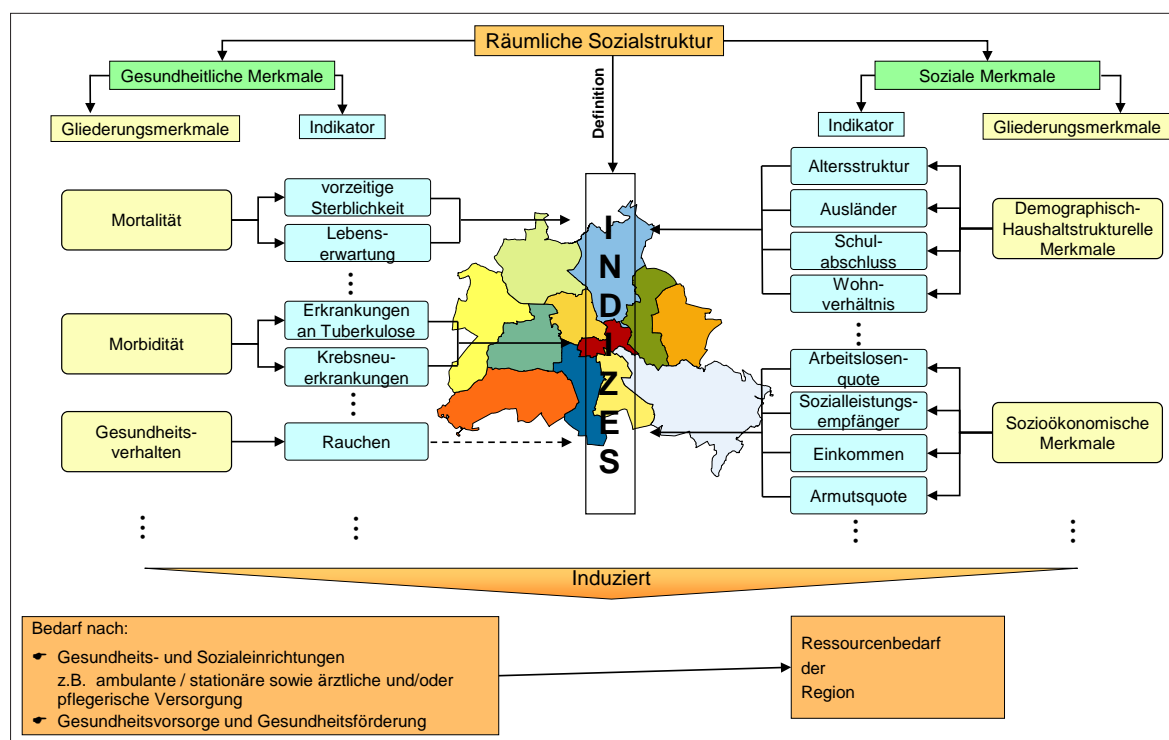 Räumliche Sozialstruktur
Gesundheitliche Merkmale
Soziale Merkmale
Definition
Gliederungsmerkmale
Indikator
Indikator
Gliederungsmerkmale
Mortalität
vorzeitige
Sterblichkeit
Lebens-
erwartung
Morbidität
Erkrankungen
an Tuberkulose
Krebsneu-
erkrankungen
Gesundheits-
verhalten
Rauchen
INDIZES
Altersstruktur
Ausländer
Schul-
abschluss
Wohn-
verhältnis
Demographisch-
Haushaltstrukturelle
Merkmale
Arbeitslosen-
quote
Sozialleistungs-
empfänger
Einkommen
Armutsquote
Sozioökonomische
Merkmale
Induziert
Bedarf nach:
☛ Gesundheits- und Sozialeinrichtungen
z.B. ambulante / stationäre sowie ärztliche und/oder
pflegerische Versorgung
☛ Gesundheitsvorsorge und Gesundheitsförderung
Ressourcenbedarf
der
Region